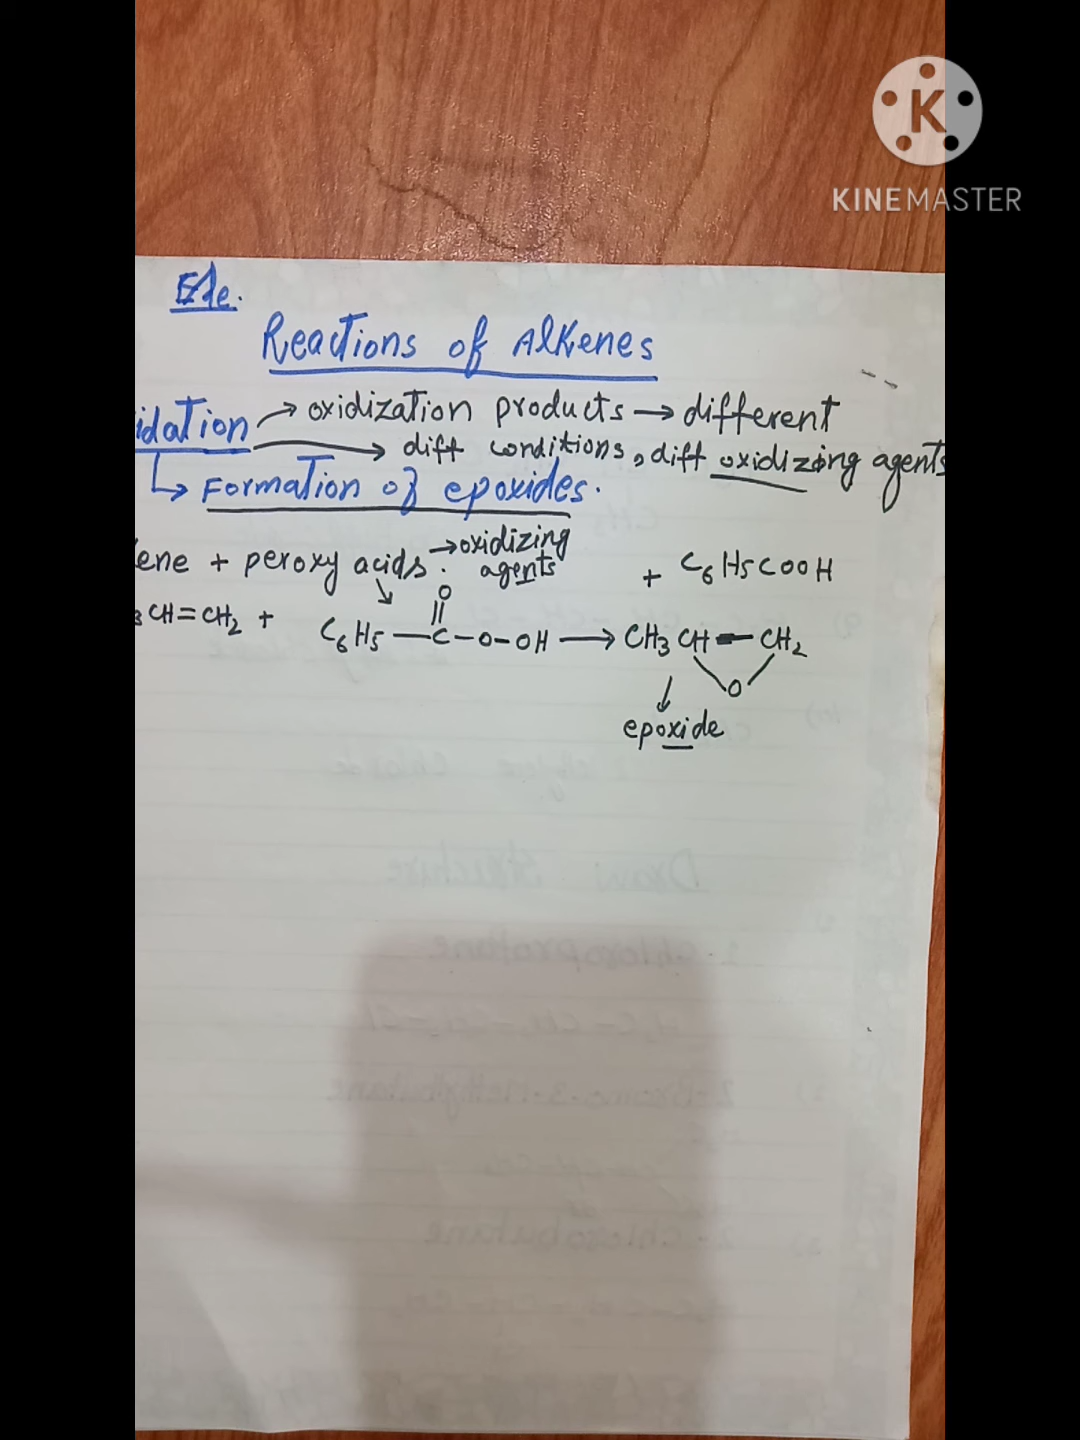 KINEMASTER
Reactions of Alkenes
idation → oxidization products → different
→ diff conditions, diff oxidizing agents
↳ Formation of epoxides.
ene + peroxy acids. → oxidizing agents
+ C6H5COOH
3CH=CH2 + C6H5—C(=O)—O—OH → CH3CH—CH2
O
↓
epoxide